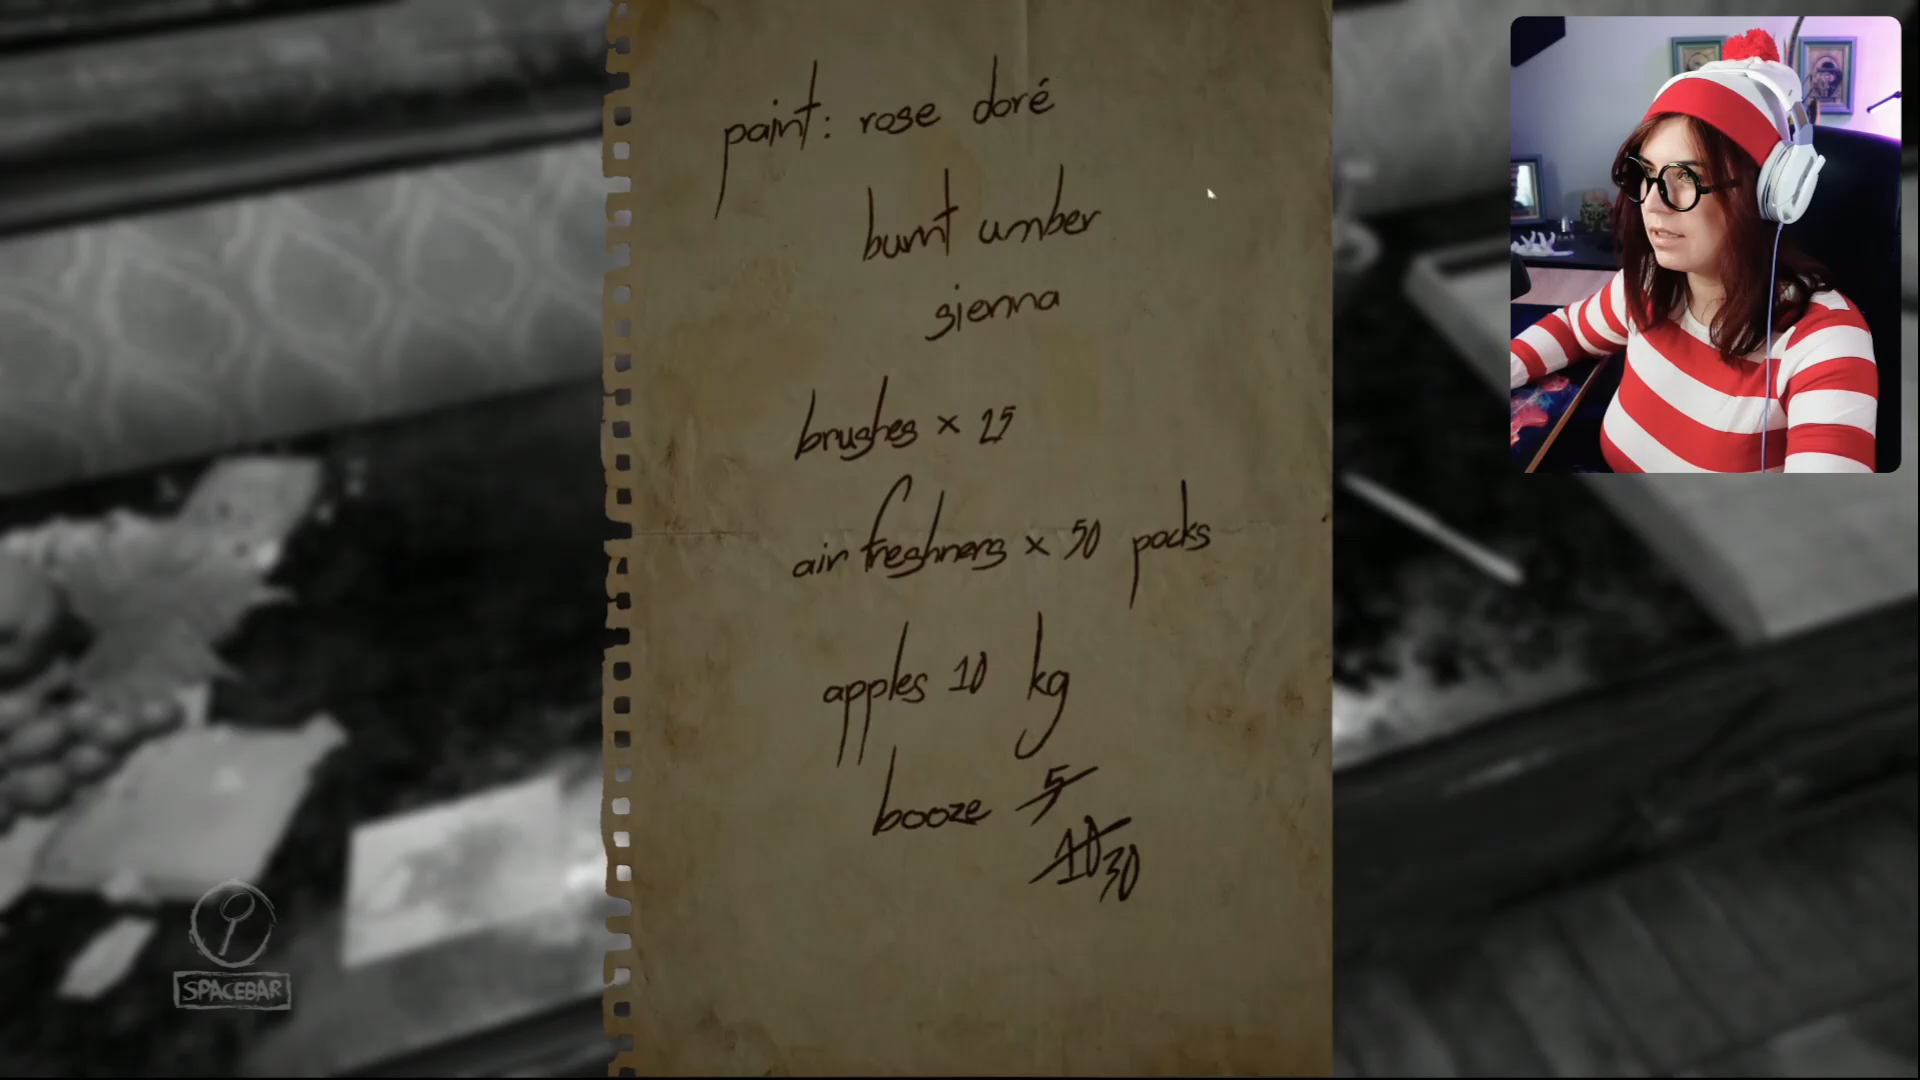 paint: rose doré
burnt umber
sienna
brushes x 25
air freshners x 50 packs
apples 10 kg
booze 5
10 30
SPACEBAR